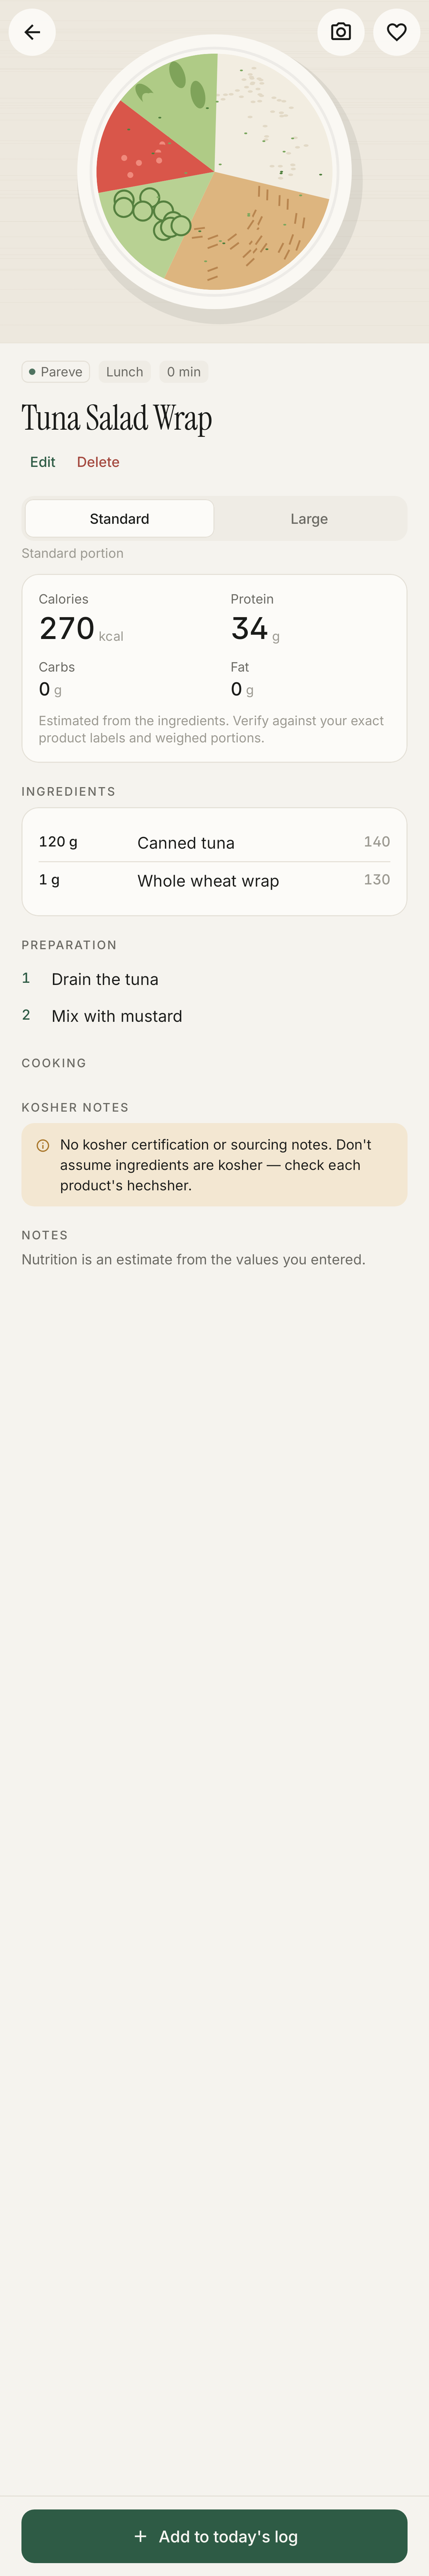 Pareve Lunch 0 min
Tuna Salad Wrap
Edit Delete
Standard Large
Standard portion
Calories Protein
270 kcal 34 g
Carbs Fat
0 g 0 g
Estimated from the ingredients. Verify against your exact
product labels and weighed portions.
INGREDIENTS
120 g Canned tuna 140
1 g Whole wheat wrap 130
PREPARATION
1 Drain the tuna
2 Mix with mustard
COOKING
KOSHER NOTES
No kosher certification or sourcing notes. Don't
assume ingredients are kosher — check each
product's hechsher.
NOTES
Nutrition is an estimate from the values you entered.
+ Add to today's log